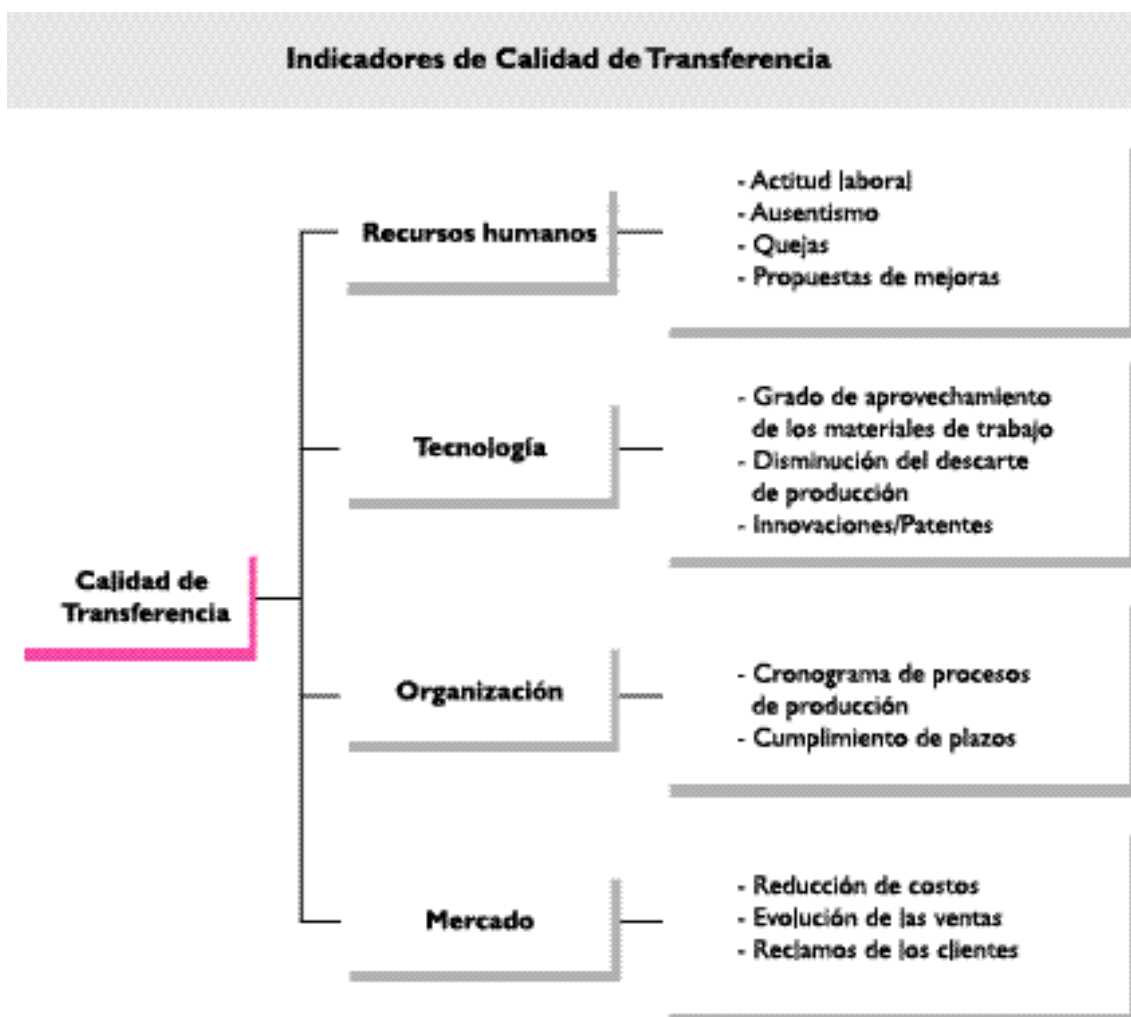 Indicadores de Calidad de Transferencia
Calidad de
Transferencia
Recursos humanos
- Actitud laboral
- Ausentismo
- Quejas
- Propuestas de mejoras
Tecnología
- Grado de aprovechamiento
de los materiales de trabajo
- Disminución del descarte
de producción
- Innovaciones/Patentes
Organización
- Cronograma de procesos
de producción
- Cumplimiento de plazos
Mercado
- Reducción de costos
- Evolución de las ventas
- Reclamos de los clientes